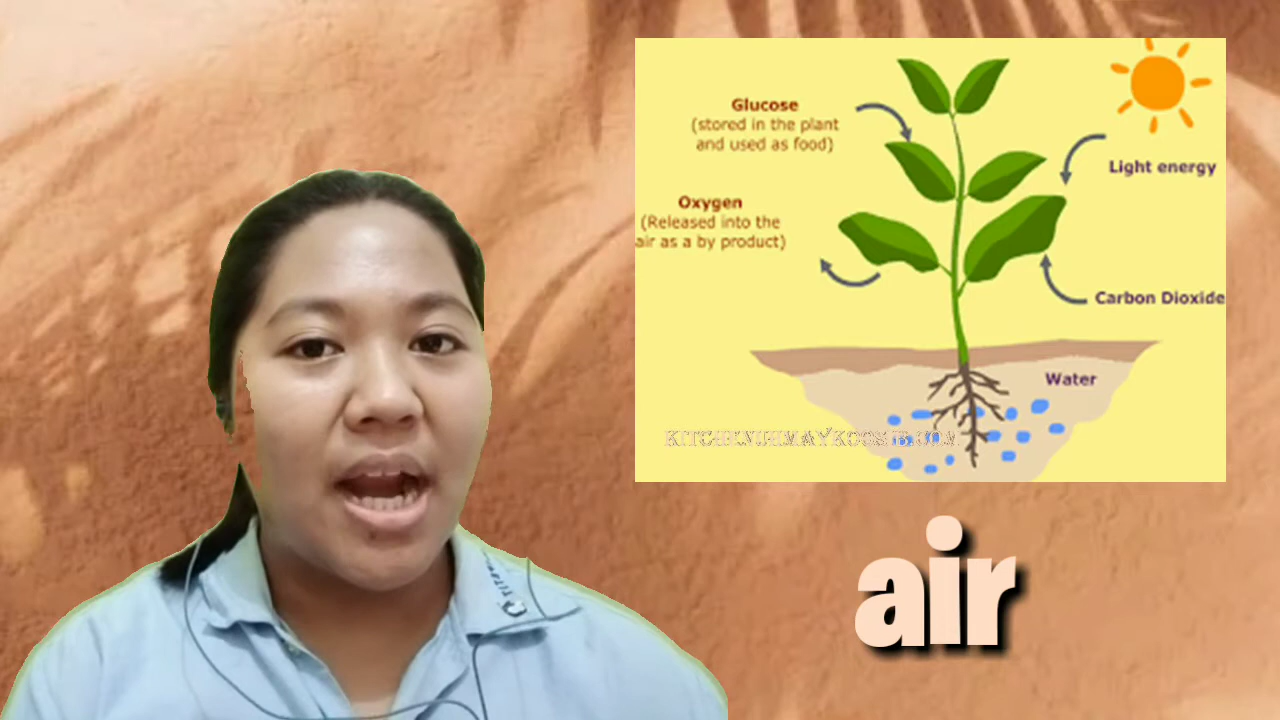 Glucose
(stored in the plant
and used as food)
Light energy
Oxygen
(Released into the
air as a by product)
Carbon Dioxide
Water
air